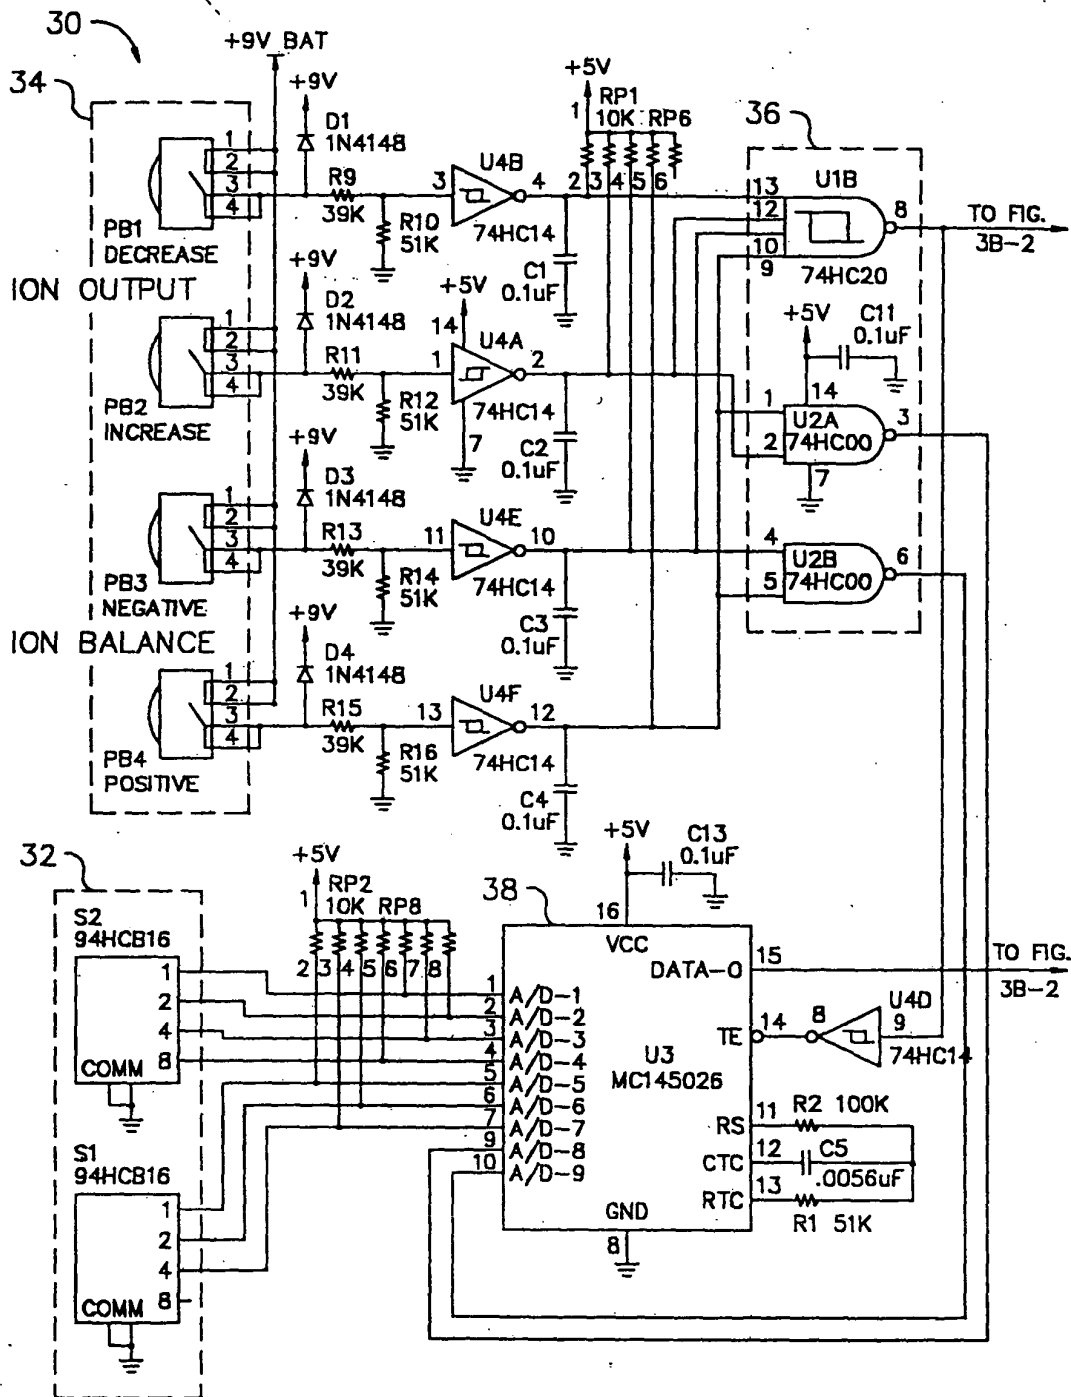 30
34
+9V BAT
+9V
D1
1N4148
R9
39K
R10
51K
1
2
3
4
PB1
DECREASE
3
U4B
4
74HC14
C1
0.1uF
+5V
1
RP1
10K
RP6
2 3 4 5 6
36
U1B
13
12
10
9
8
74HC20
TO FIG.
3B-2
ION OUTPUT
+9V
D2
1N4148
R11
39K
R12
51K
1
2
3
4
PB2
INCREASE
+5V
14
U4A
1
2
74HC14
7
C2
0.1uF
+5V
C11
0.1uF
14
1
2
U2A
74HC00
3
7
+9V
D3
1N4148
R13
39K
R14
51K
1
2
3
4
PB3
NEGATIVE
11
U4E
10
74HC14
C3
0.1uF
4
5
U2B
74HC00
6
ION BALANCE
+9V
D4
1N4148
R15
39K
R16
51K
1
2
3
4
PB4
POSITIVE
13
U4F
12
74HC14
C4
0.1uF
32
S2
94HCB16
1
2
4
8
COMM
S1
94HCB16
1
2
4
8
COMM
+5V
1
RP2
10K
RP8
2 3 4 5 6 7 8
38
+5V
C13
0.1uF
16
VCC
DATA-O
15
TO FIG.
3B-2
1
A/D-1
2
A/D-2
3
A/D-3
4
A/D-4
5
A/D-5
6
A/D-6
7
A/D-7
9
A/D-8
10
A/D-9
U3
MC145026
TE
14
8
U4D
9
74HC14
RS
11
R2 100K
CTC
12
C5
.0056uF
RTC
13
R1 51K
GND
8